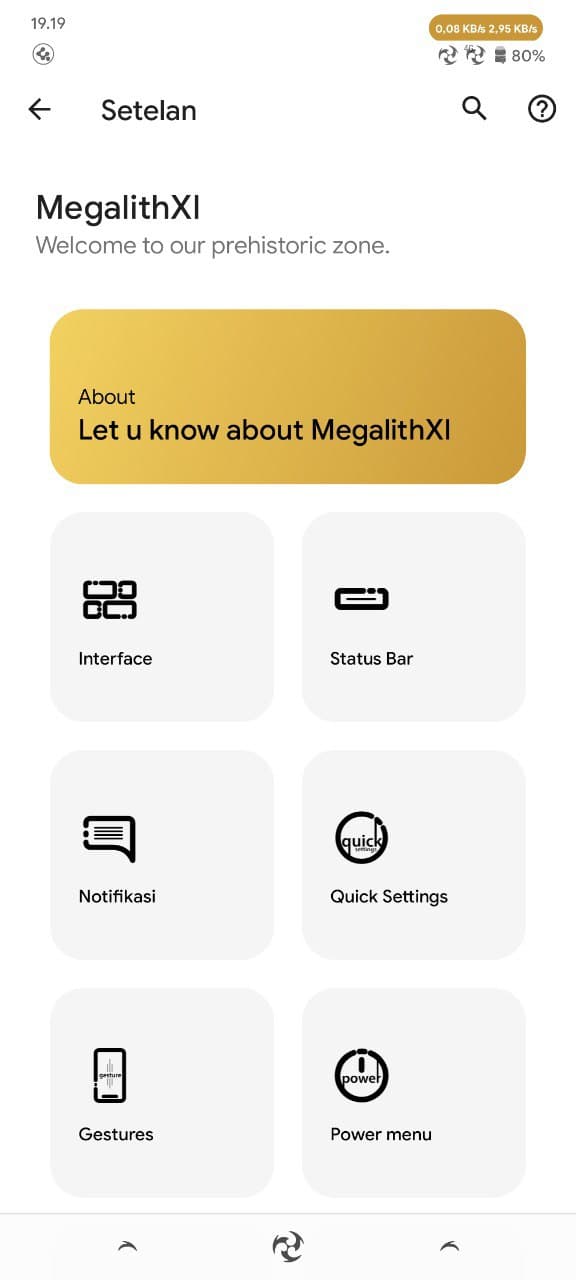 19.19
0,08 KB/s 2,95 KB/s
4G
80%
Setelan
MegalithXI
Welcome to our prehistoric zone.
About
Let u know about MegalithXI
Interface
Status Bar
quick
settings
Notifikasi
Quick Settings
gesture
power
Gestures
Power menu